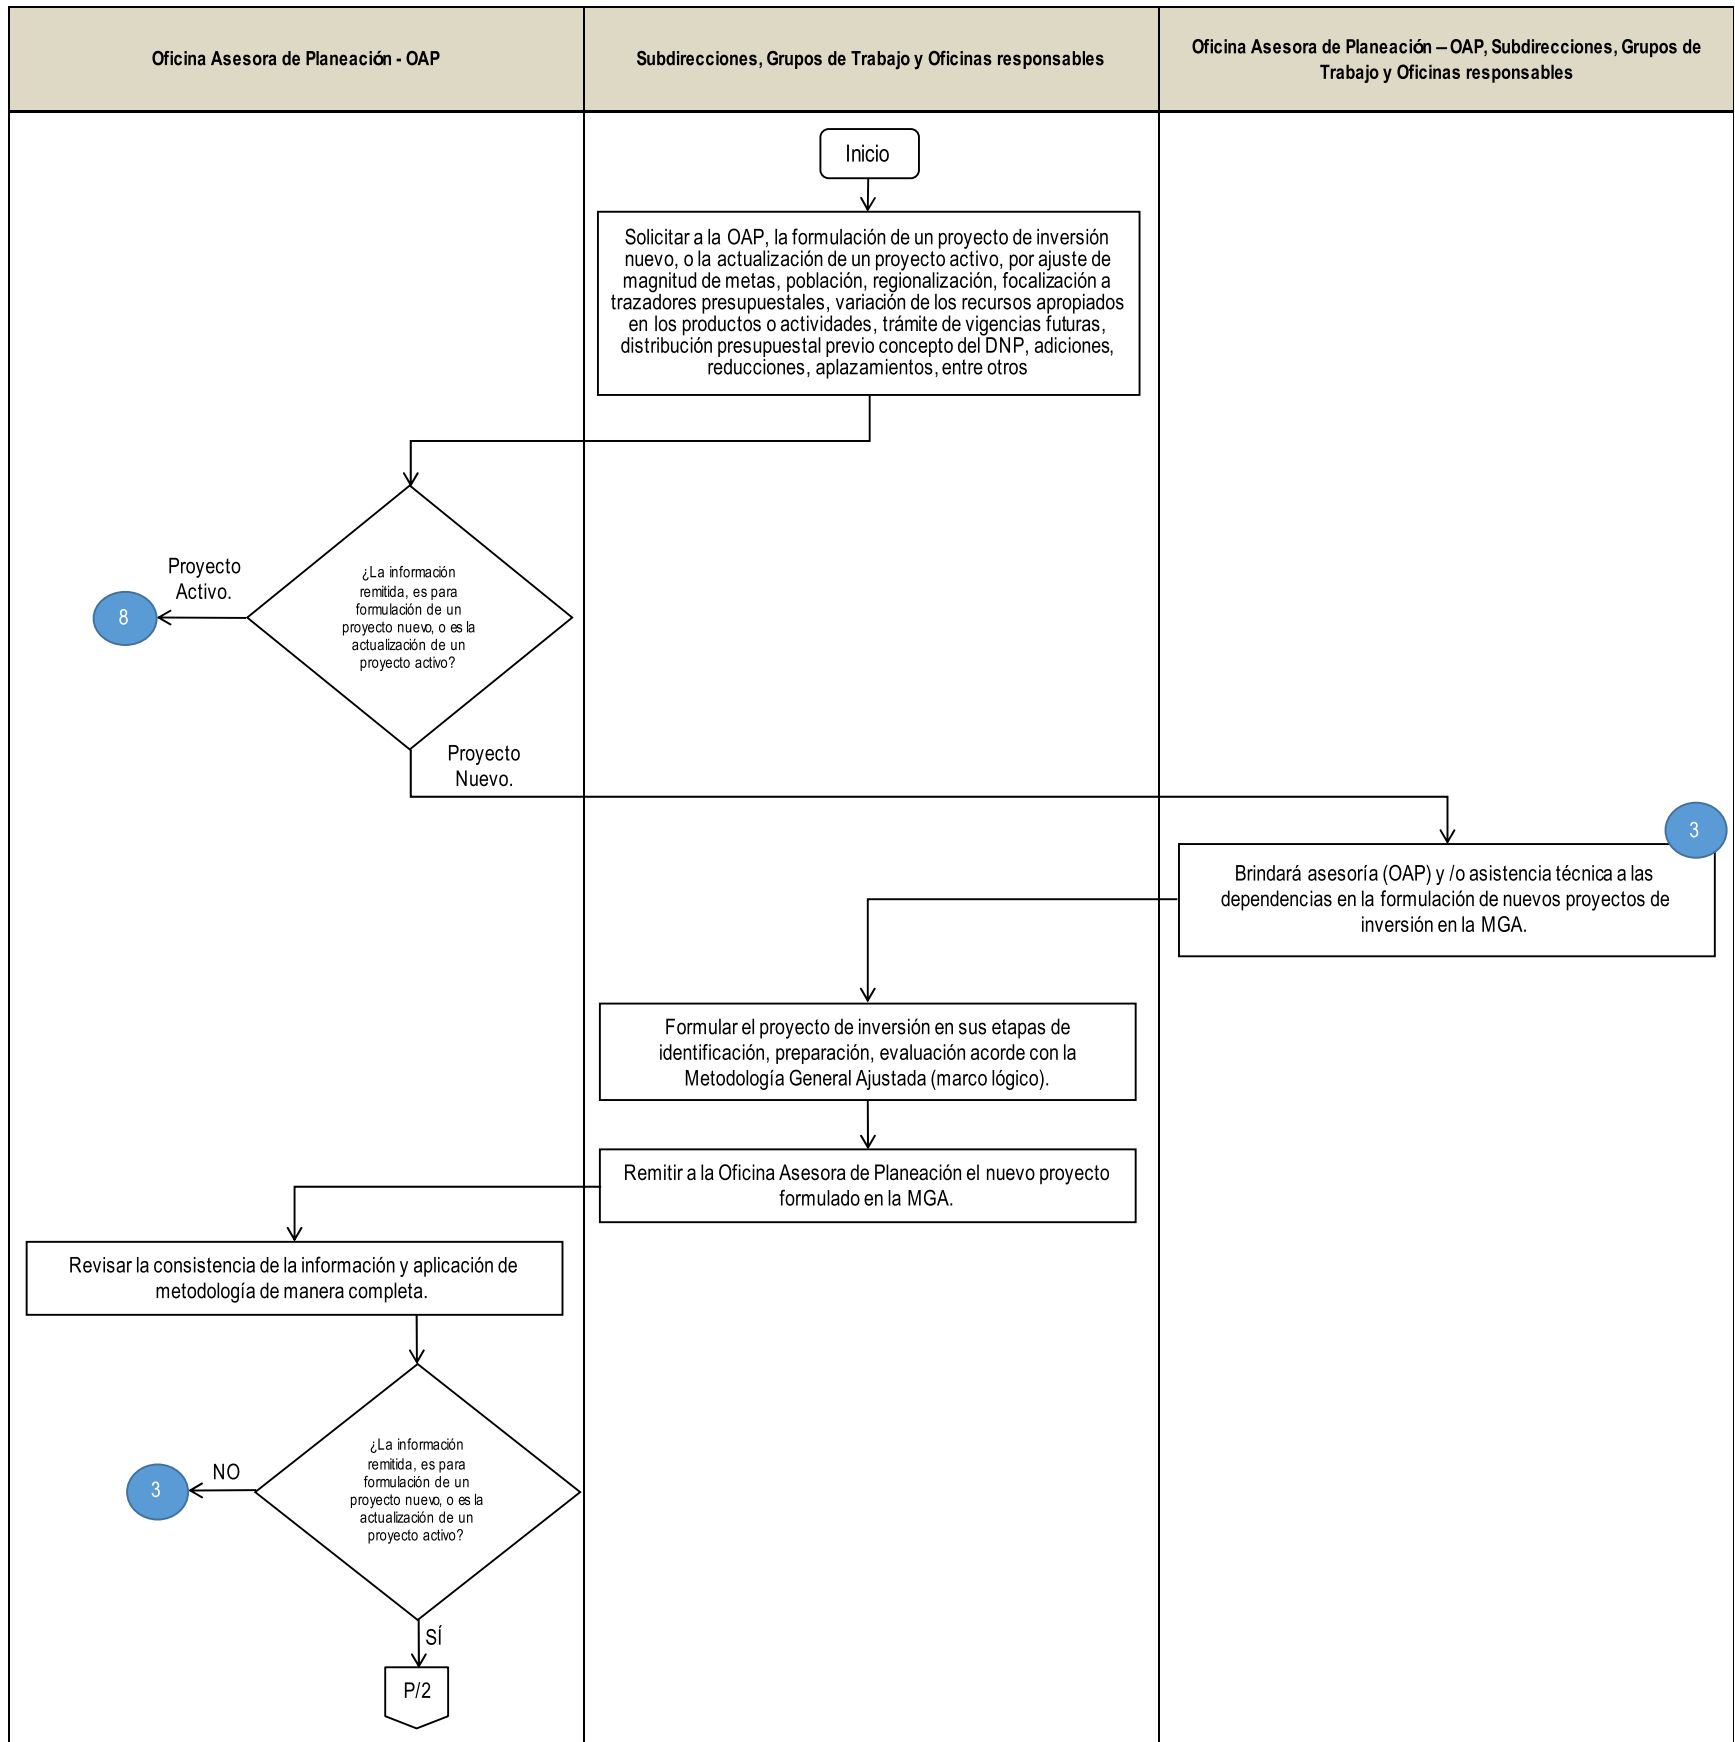 Oficina Asesora de Planeación - OAP
Subdirecciones, Grupos de Trabajo y Oficinas responsables
Oficina Asesora de Planeación – OAP, Subdirecciones, Grupos de
Trabajo y Oficinas responsables
Inicio
Solicitar a la OAP, la formulación de un proyecto de inversión
nuevo, o la actualización de un proyecto activo, por ajuste de
magnitud de metas, población, regionalización, focalización a
trazadores presupuestales, variación de los recursos apropiados
en los productos o actividades, trámite de vigencias futuras,
distribución presupuestal previo concepto del DNP, adiciones,
reducciones, aplazamientos, entre otros
Proyecto
Activo.
8
¿La información
remitida, es para
formulación de un
proyecto nuevo, o es la
actualización de un
proyecto activo?
Proyecto
Nuevo.
3
Brindará asesoría (OAP) y /o asistencia técnica a las
dependencias en la formulación de nuevos proyectos de
inversión en la MGA.
Formular el proyecto de inversión en sus etapas de
identificación, preparación, evaluación acorde con la
Metodología General Ajustada (marco lógico).
Remitir a la Oficina Asesora de Planeación el nuevo proyecto
formulado en la MGA.
Revisar la consistencia de la información y aplicación de
metodología de manera completa.
¿La información
remitida, es para
formulación de un
proyecto nuevo, o es la
actualización de un
proyecto activo?
NO
3
SÍ
P/2